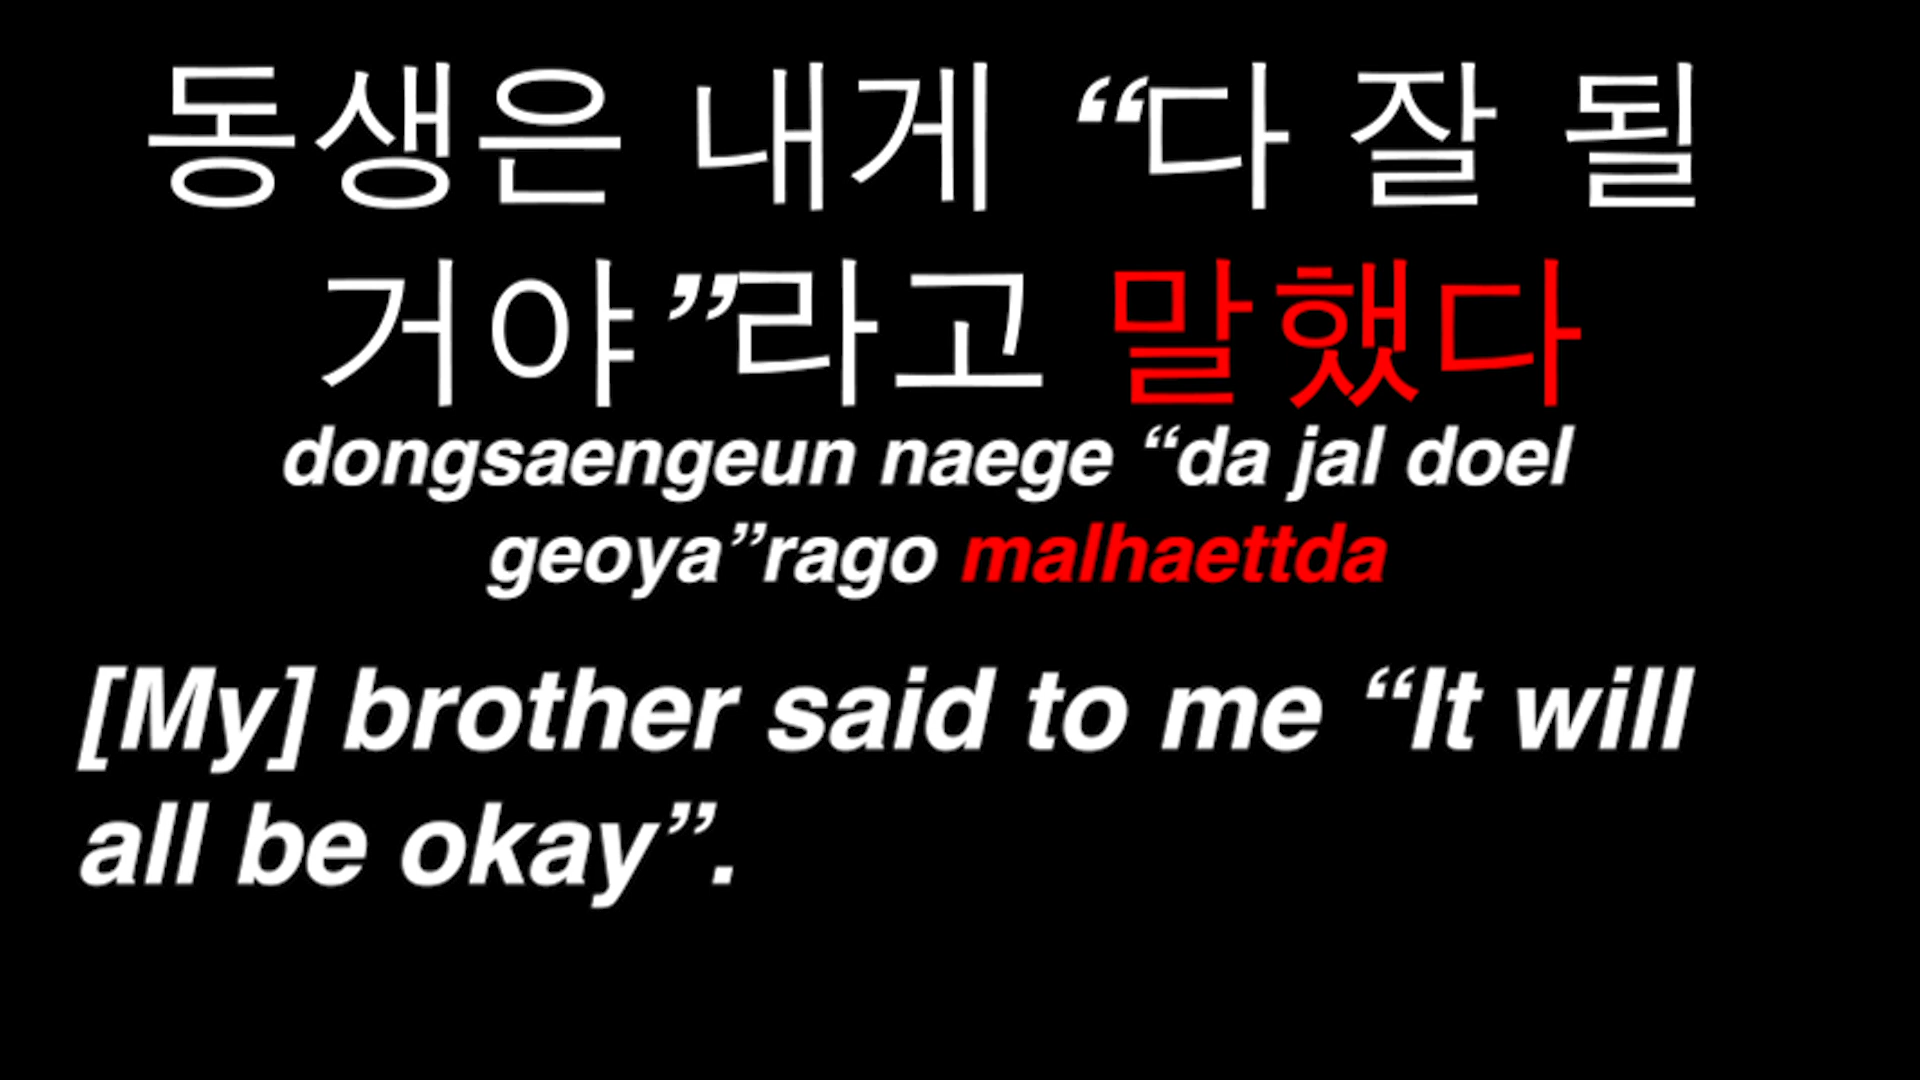 동생은 내게 “다 잘 될
거야”라고 말했다
dongsaengeun naege “da jal doel
geoya”rago malhaettda
[My] brother said to me “It will
all be okay”.